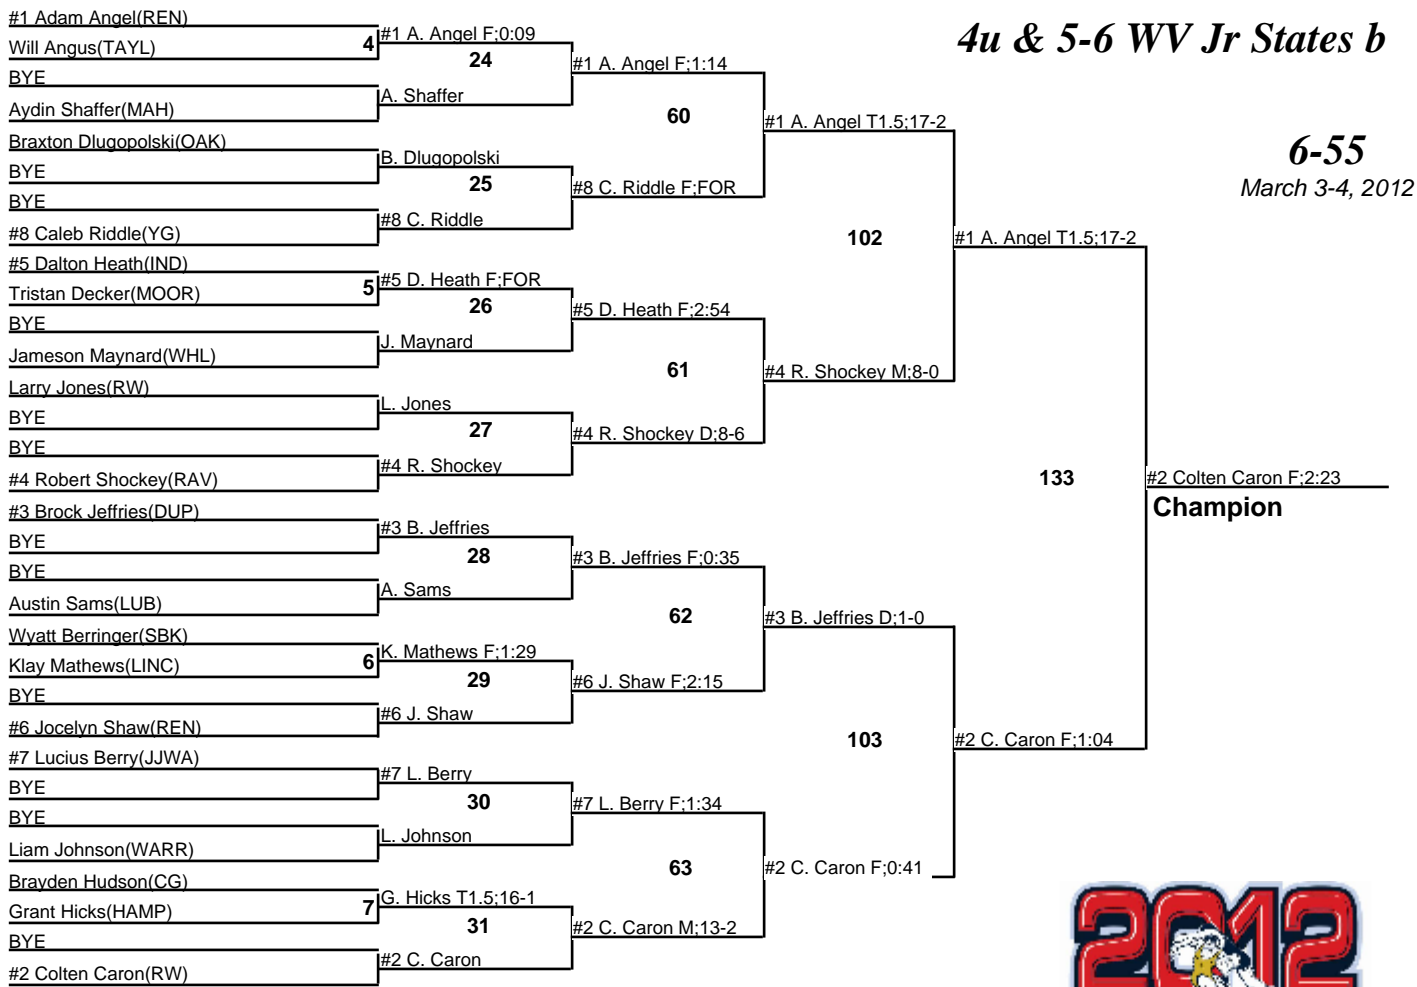 4u & 5-6 WV Jr States b
6-55
March 3-4, 2012
#1 Adam Angel(REN)
Will Angus(TAYL)
BYE
Aydin Shaffer(MAH)
Braxton Dlugopolski(OAK)
BYE
BYE
#8 Caleb Riddle(YG)
#5 Dalton Heath(IND)
Tristan Decker(MOOR)
BYE
Jameson Maynard(WHL)
Larry Jones(RW)
BYE
BYE
#4 Robert Shockey(RAV)
#3 Brock Jeffries(DUP)
BYE
BYE
Austin Sams(LUB)
Wyatt Berringer(SBK)
Klay Mathews(LINC)
BYE
#6 Jocelyn Shaw(REN)
#7 Lucius Berry(JJWA)
BYE
BYE
Liam Johnson(WARR)
Brayden Hudson(CG)
Grant Hicks(HAMP)
BYE
#2 Colten Caron(RW)
4
5
6
7
#1 A. Angel F;0:09
24
A. Shaffer
B. Dlugopolski
25
#8 C. Riddle
#5 D. Heath F;FOR
26
J. Maynard
L. Jones
27
#4 R. Shockey
#3 B. Jeffries
28
A. Sams
K. Mathews F;1:29
29
#6 J. Shaw
#7 L. Berry
30
L. Johnson
G. Hicks T1.5;16-1
31
#2 C. Caron
#1 A. Angel F;1:14
60
#8 C. Riddle F;FOR
#5 D. Heath F;2:54
61
#4 R. Shockey D;8-6
#3 B. Jeffries F;0:35
62
#6 J. Shaw F;2:15
#7 L. Berry F;1:34
63
#2 C. Caron M;13-2
#1 A. Angel T1.5;17-2
102
#4 R. Shockey M;8-0
#3 B. Jeffries D;1-0
103
#2 C. Caron F;0:41
#1 A. Angel T1.5;17-2
133
#2 C. Caron F;1:04
#2 Colten Caron F;2:23
Champion
2012